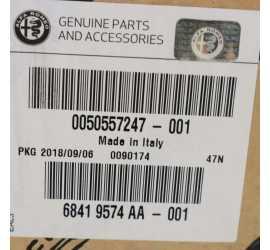 GENUINE PARTS
AND ACCESSORIES
0050557247 - 001
Made in Italy
PKG 2018/09/06 0090174 47N
6841 9574 AA - 001